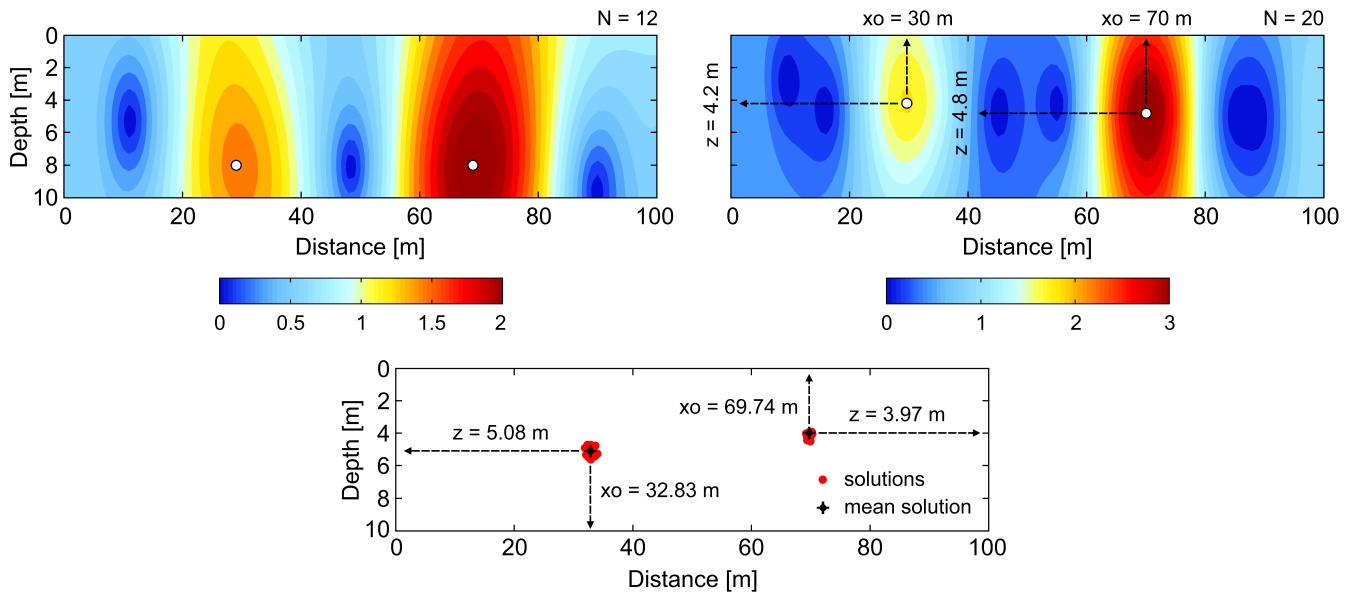 N = 12
0
2
4
6
8
10
Depth [m]
0 20 40 60 80 100
Distance [m]
0 0.5 1 1.5 2
xo = 30 m xo = 70 m N = 20
z = 4.2 m
z = 4.8 m
0 20 40 60 80 100
Distance [m]
0 1 2 3
0
2
4
6
8
10
Depth [m]
xo = 69.74 m
z = 3.97 m
z = 5.08 m
xo = 32.83 m
solutions
mean solution
0 20 40 60 80 100
Distance [m]